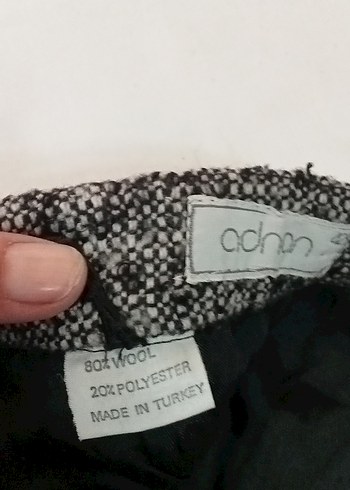 adnan
80% WOOL
20% POLYESTER
MADE IN TURKEY